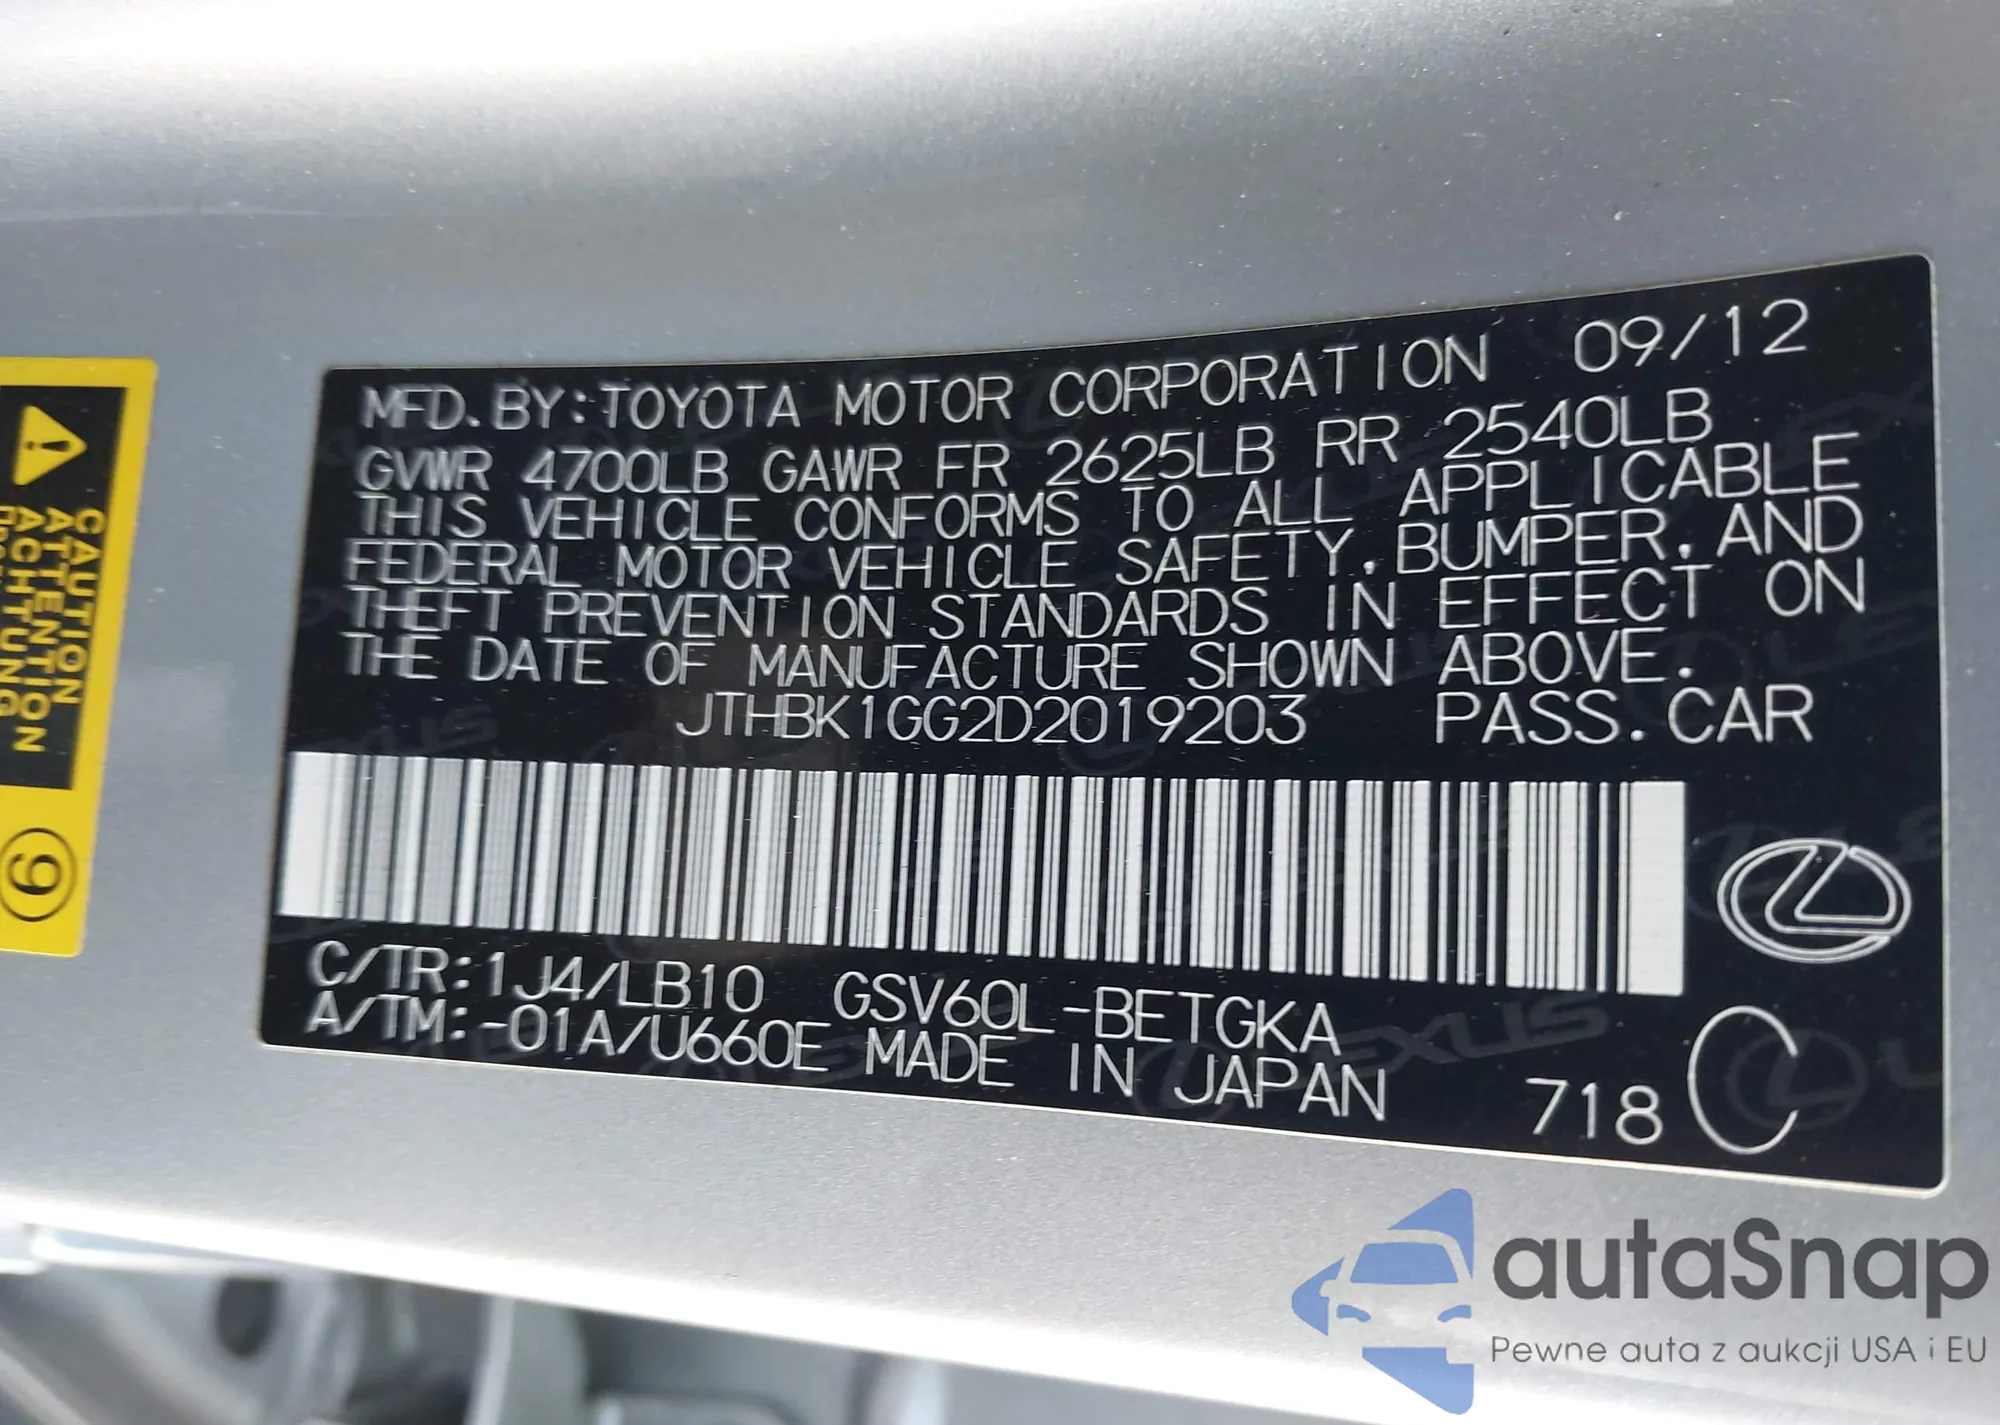 MFD.BY:TOYOTA MOTOR CORPORATION 09/12
GVWR 4700LB GAWR FR 2625LB RR 2540LB
THIS VEHICLE CONFORMS TO ALL APPLICABLE
FEDERAL MOTOR VEHICLE SAFETY,BUMPER,AND
THEFT PREVENTION STANDARDS IN EFFECT ON
THE DATE OF MANUFACTURE SHOWN ABOVE.
JTHBK1GG2D2019203 PASS.CAR
C/TR:1J4/LB10 GSV60L-BETGKA
A/TM:-01A/U660E MADE IN JAPAN 718 C
CAUTION
ATTENTION
ACHTUNG
9
autaSnap
Pewne auta z aukcji USA i EU